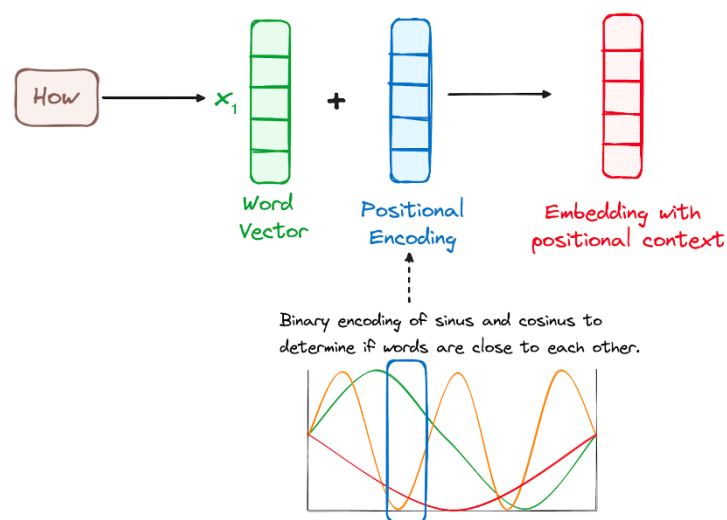 How
x₁
+
Word
Vector
Positional
Encoding
Embedding with
positional context
Binary encoding of sinus and cosinus to
determine if words are close to each other.